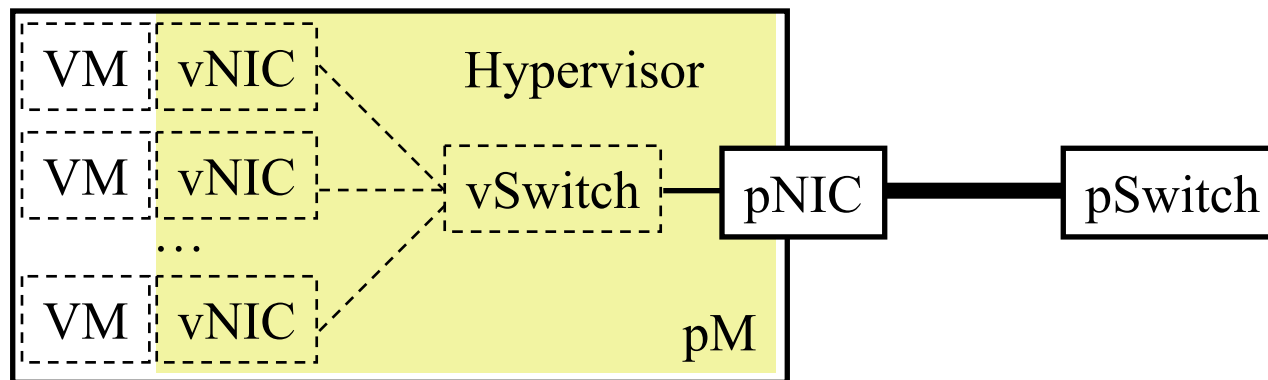 VM vNIC Hypervisor
VM vNIC vSwitch pNIC pSwitch
...
VM vNIC pM